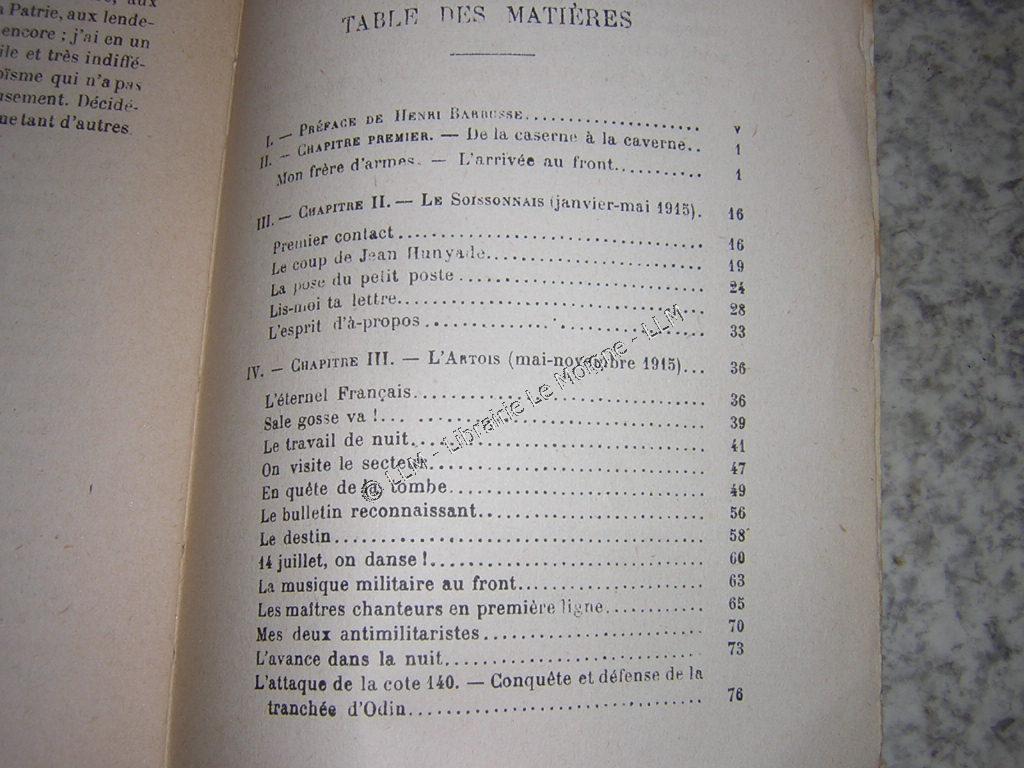 aux
a Patrie, aux lende-
encore ; j'ai en un
ile et très indiffé-
oïsme qui n'a pas
usement. Décidé-
ue tant d'autres.
TABLE DES MATIÈRES
I. — Préface de Henri Barbusse.......... v
II. — Chapitre premier. — De la caserne à la caverne.. 1
Mon frère d'armes. — L'arrivée au front.......... 1
III. — Chapitre II. — Le Soissonnais (janvier-mai 1915). 16
Premier contact.......... 16
Le coup de Jean Hunyade.......... 19
La pose du petit poste.......... 24
Lis-moi ta lettre.......... 28
L'esprit d'à-propos.......... 33
IV. — Chapitre III. — L'Artois (mai-novembre 1915)... 36
L'éternel Français.......... 36
Sale gosse va !.......... 39
Le travail de nuit.......... 41
On visite le secteur.......... 47
En quête de la tombe.......... 49
Le bulletin reconnaissant.......... 56
Le destin.......... 58
14 juillet, on danse !.......... 60
La musique militaire au front.......... 63
Les maîtres chanteurs en première ligne.......... 65
Mes deux antimilitaristes.......... 70
L'avance dans la nuit.......... 73
L'attaque de la cote 140. — Conquête et défense de la
tranchée d'Odin.......... 76
© LLM - Librairie Le Moigne - LLM